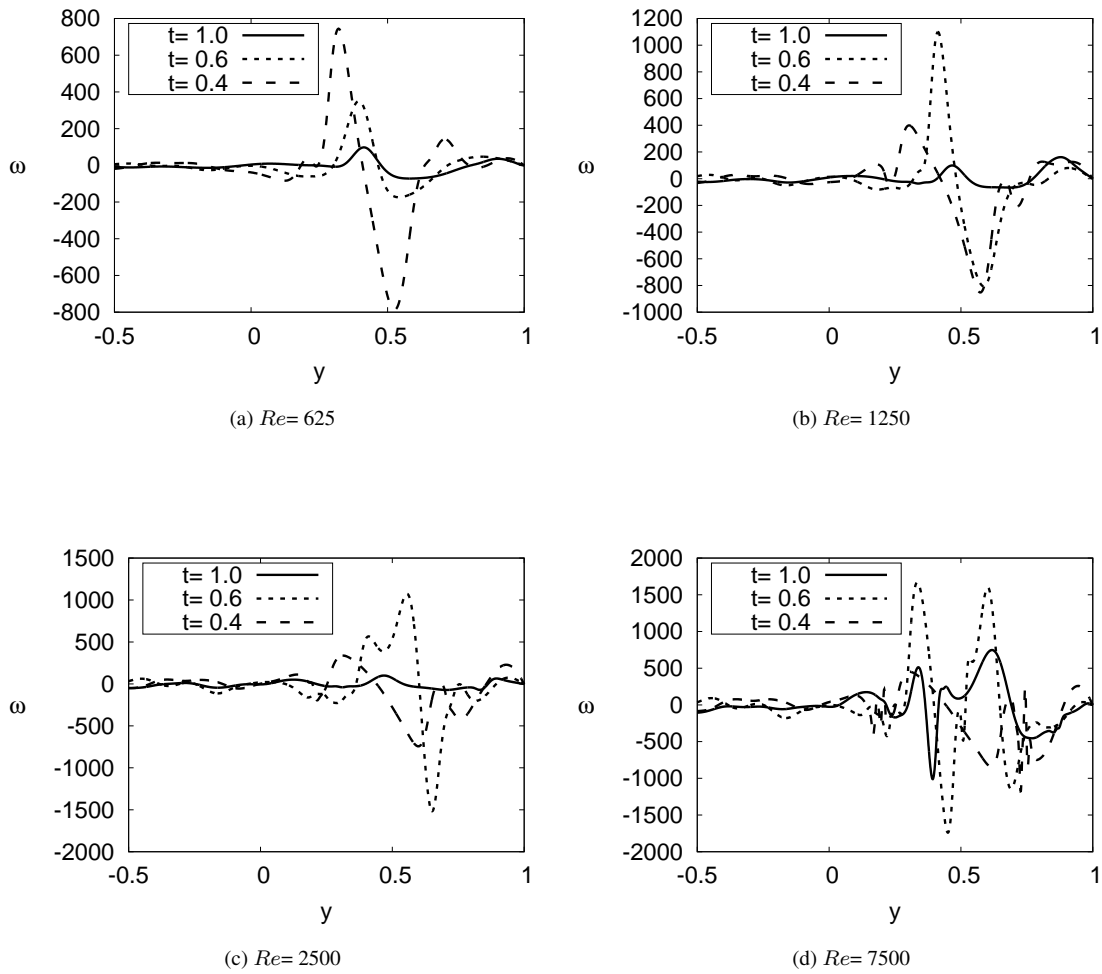 800
600
400
200
0
-200
-400
-600
-800
ω
t= 1.0
t= 0.6
t= 0.4
-0.5
0
0.5
1
y
(a) Re= 625
1200
1000
800
600
400
200
0
-200
-400
-600
-800
-1000
ω
t= 1.0
t= 0.6
t= 0.4
-0.5
0
0.5
1
y
(b) Re= 1250
1500
1000
500
0
-500
-1000
-1500
-2000
ω
t= 1.0
t= 0.6
t= 0.4
-0.5
0
0.5
1
y
(c) Re= 2500
2000
1500
1000
500
0
-500
-1000
-1500
-2000
ω
t= 1.0
t= 0.6
t= 0.4
-0.5
0
0.5
1
y
(d) Re= 7500